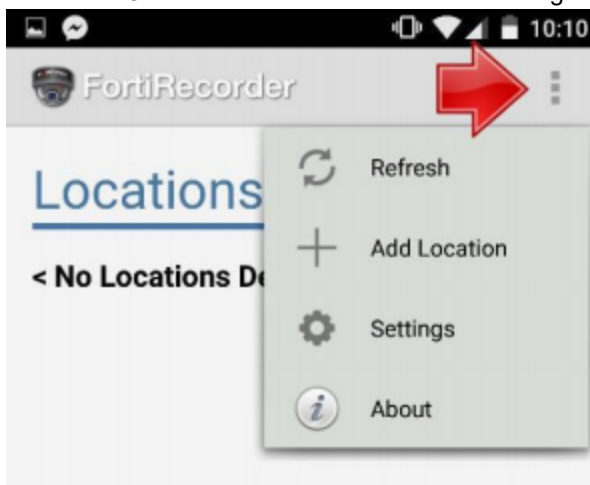 10:10
FortiRecorder
Locations
Refresh
Add Location
< No Locations De
Settings
About